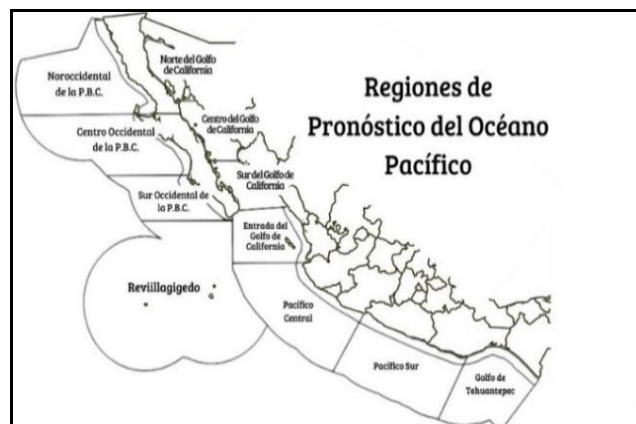 Regiones de
Pronóstico del Océano
Pacífico
Noroccidental
de la P.B.C.
Norte del Golfo
de California
Centro Occidental
de la P.B.C.
Centro del Golfo
de California
Sur Occidental de
la P.B.C.
Sur del Golfo de
California
Entrada del
Golfo de
California
Reviillagigedo
Pacífico
Central
Pacífico Sur
Golfo de
Tehuantepec